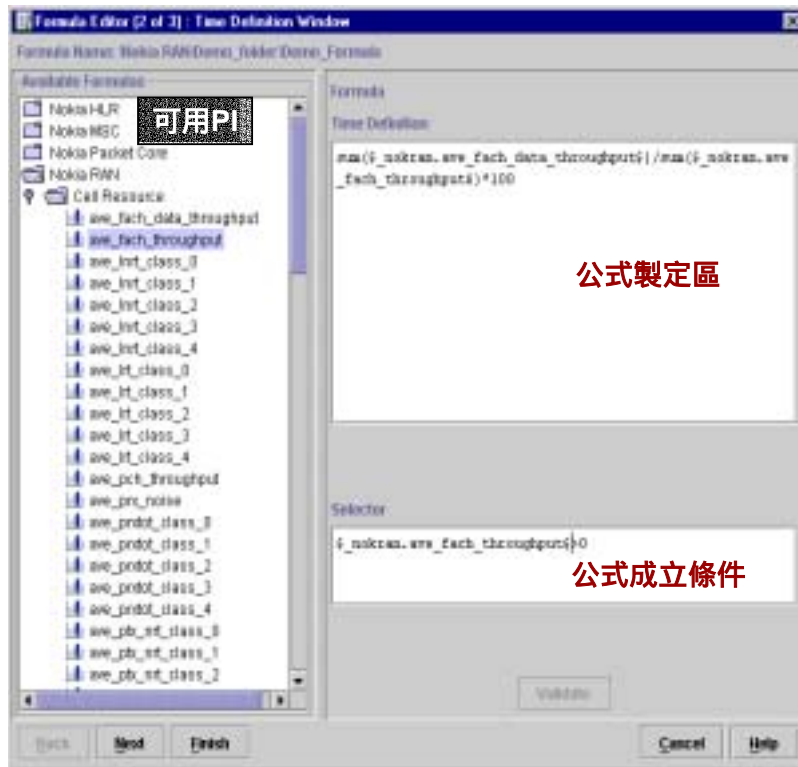 Formula Editor (2 of 3) : Time Definition Window
Formula Name: Nokia RAN/Demo_folder/Demo_Formula
Available Formulas
Nokia HLR
可用PI
Nokia MSC
Nokia Packet Core
Nokia RAN
Cell Resource
ave_fach_data_throughput
ave_fach_throughput
ave_lnrt_class_0
ave_lnrt_class_1
ave_lnrt_class_2
ave_lnrt_class_3
ave_lnrt_class_4
ave_lrt_class_0
ave_lrt_class_1
ave_lrt_class_2
ave_lrt_class_3
ave_lrt_class_4
ave_pch_throughput
ave_prx_noise
ave_prxtot_class_0
ave_prxtot_class_1
ave_prxtot_class_2
ave_prxtot_class_3
ave_prxtot_class_4
ave_ptx_nrt_class_0
ave_ptx_nrt_class_1
ave_ptx_nrt_class_2
Formula
Time Definition
sum($_nokran.ave_fach_data_throughput$)/sum($_nokran.ave
_fach_throughput$)*100
公式製定區
Selector
$_nokran.ave_fach_throughput$>0
公式成立條件
Validate
Back
Next
Finish
Cancel
Help